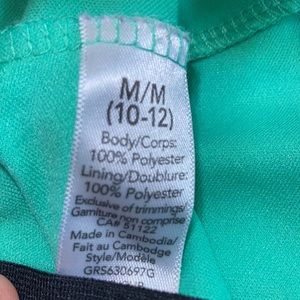 M/M
(10-12)
Body/Corps:
100% Polyester
Lining/Doublure:
100% Polyester
Exclusive of trimmings/
Garniture non comprise
CA# 51122
Made in Cambodia/
Fait au Cambodge
Style/Modèle
GRS630697G